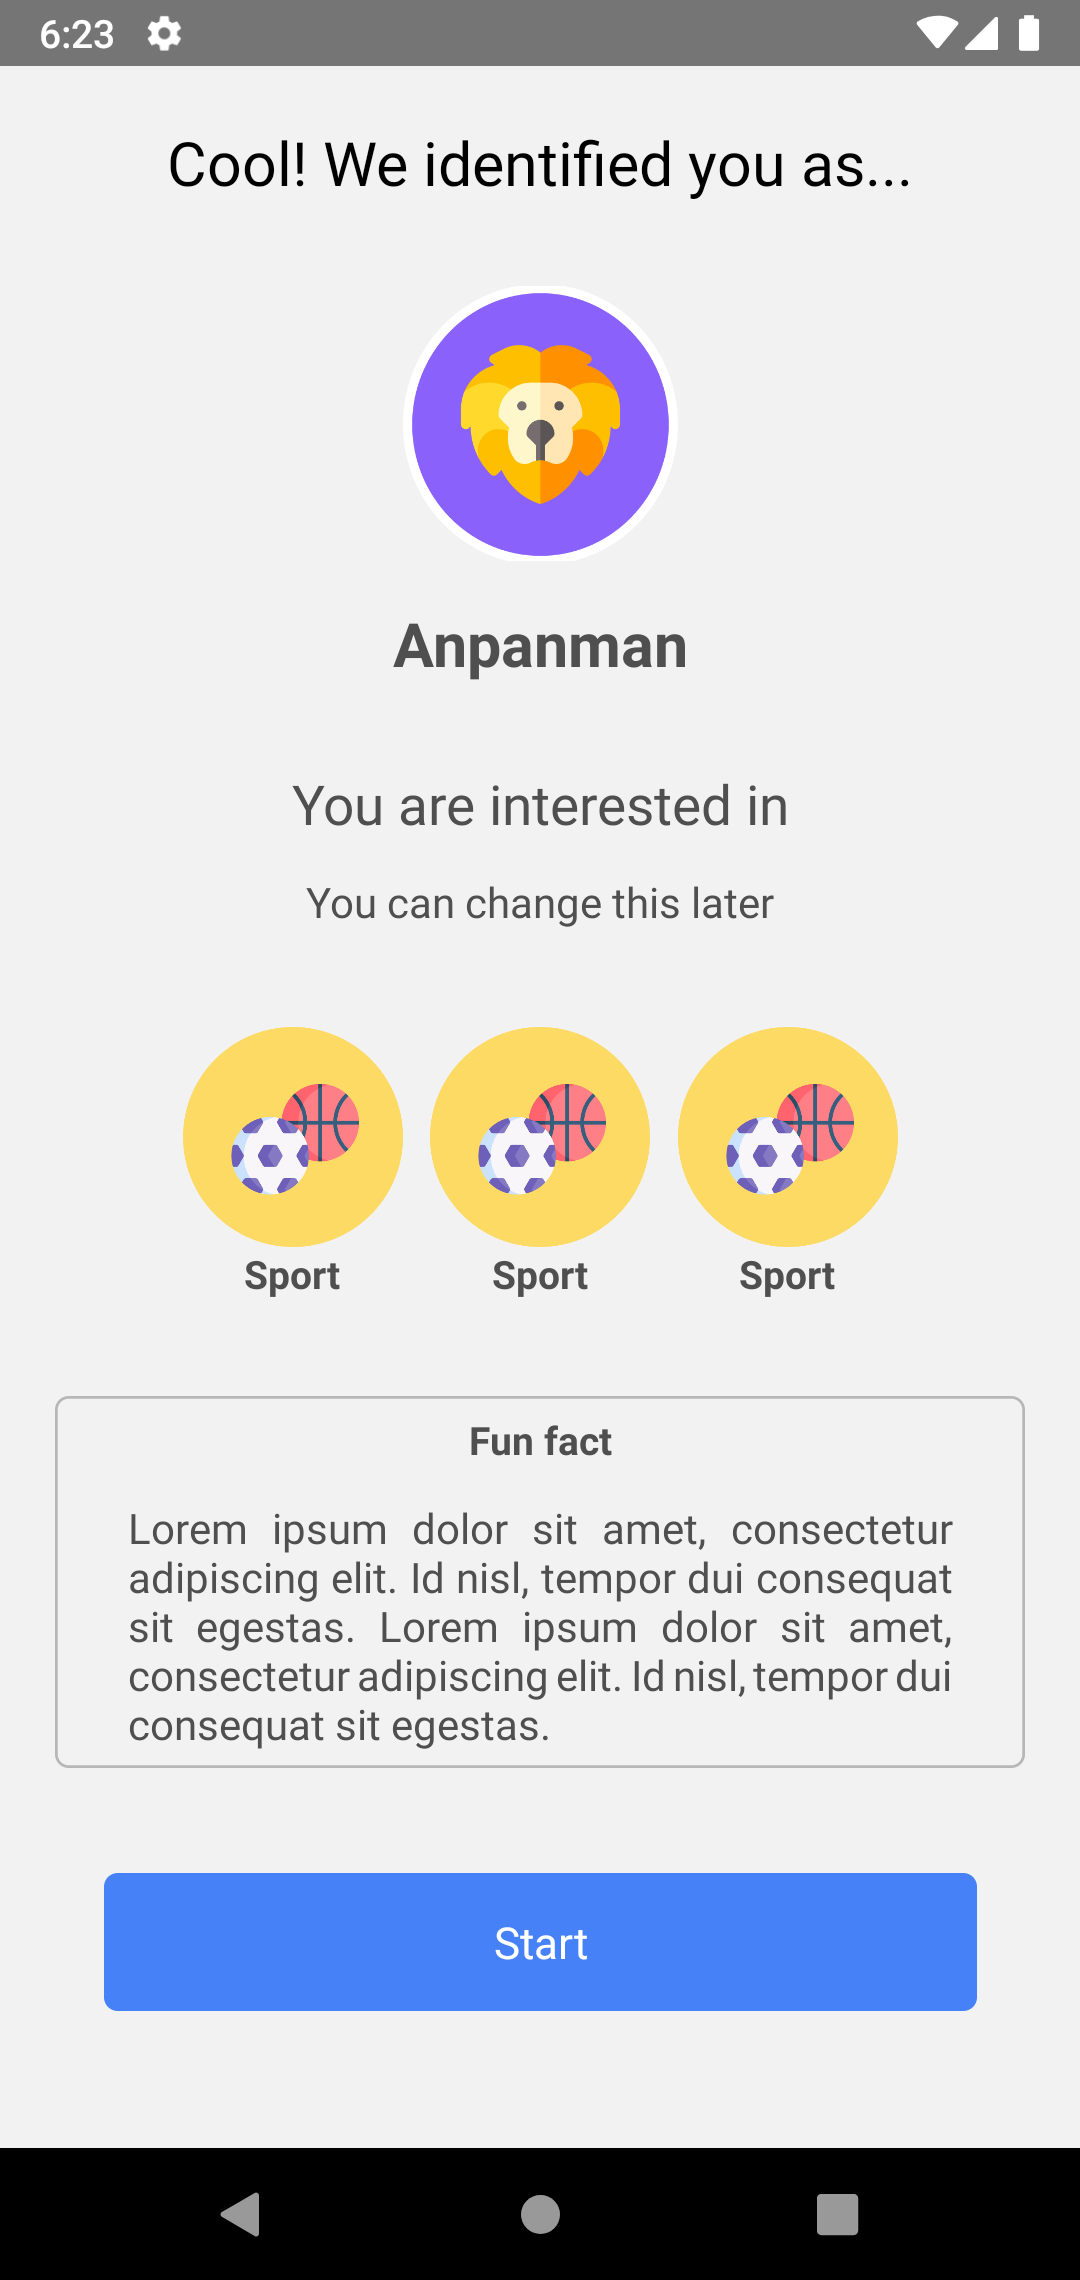 6:23
Cool! We identified you as...
Anpanman
You are interested in
You can change this later
Sport Sport Sport
Fun fact
Lorem ipsum dolor sit amet, consectetur
adipiscing elit. Id nisl, tempor dui consequat
sit egestas. Lorem ipsum dolor sit amet,
consectetur adipiscing elit. Id nisl, tempor dui
consequat sit egestas.
Start